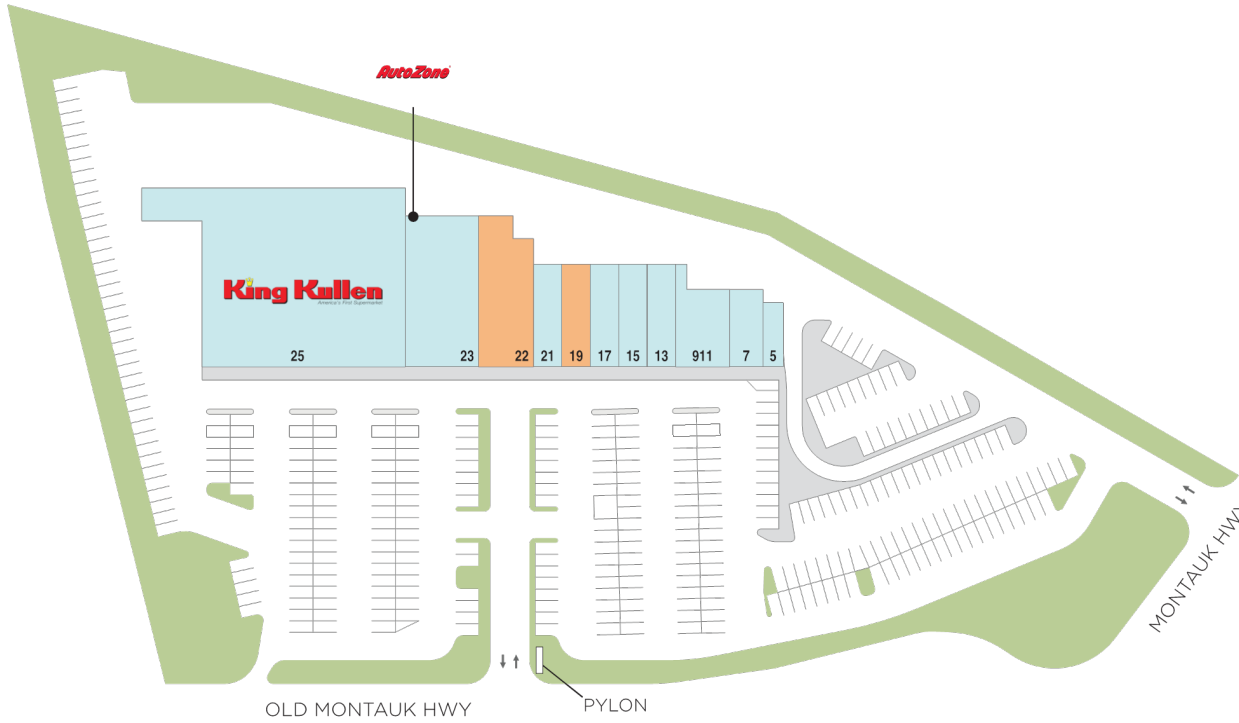 AutoZone
King Kullen
America's First Supermarket
25
23
22
21
19
17
15
13
911
7
5
MONTAUK HWY
PYLON
OLD MONTAUK HWY